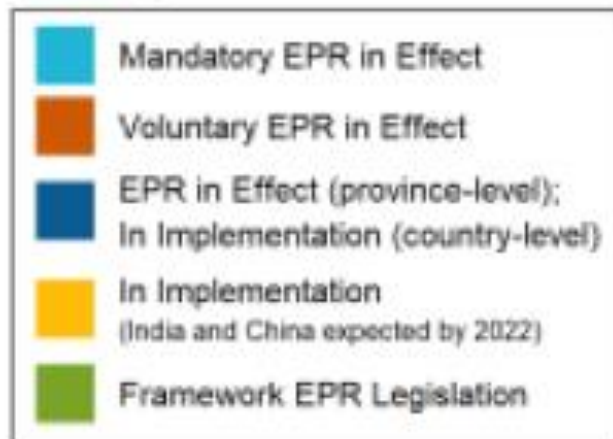 Mandatory EPR in Effect
Voluntary EPR in Effect
EPR in Effect (province-level);
In Implementation (country-level)
In Implementation
(India and China expected by 2022)
Framework EPR Legislation